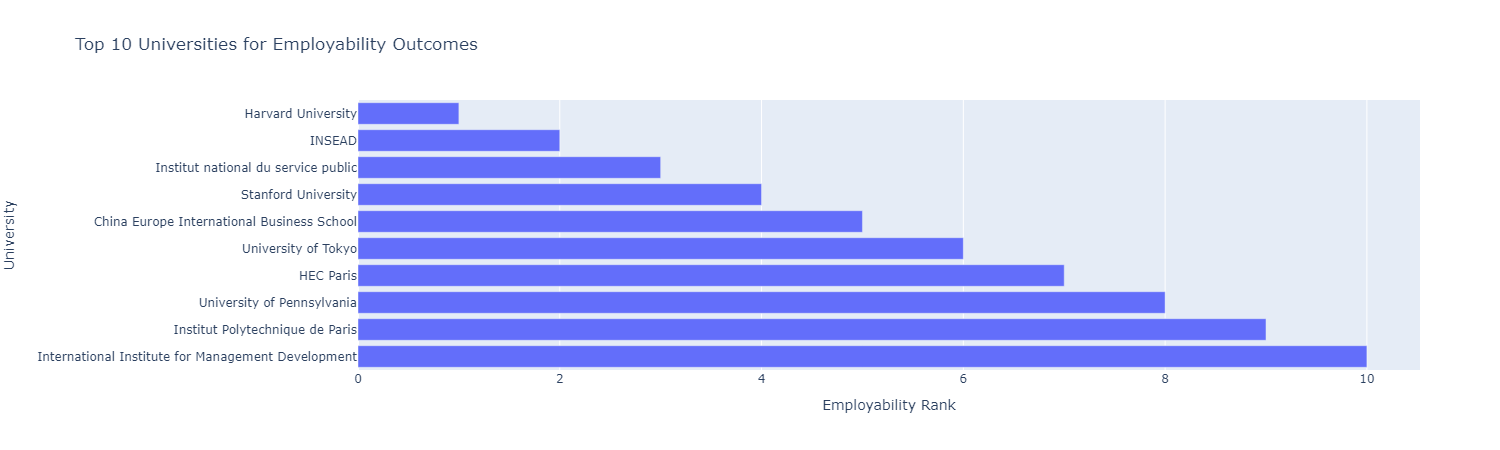 Top 10 Universities for Employability Outcomes
University
Harvard University
INSEAD
Institut national du service public
Stanford University
China Europe International Business School
University of Tokyo
HEC Paris
University of Pennsylvania
Institut Polytechnique de Paris
International Institute for Management Development
0 2 4 6 8 10
Employability Rank